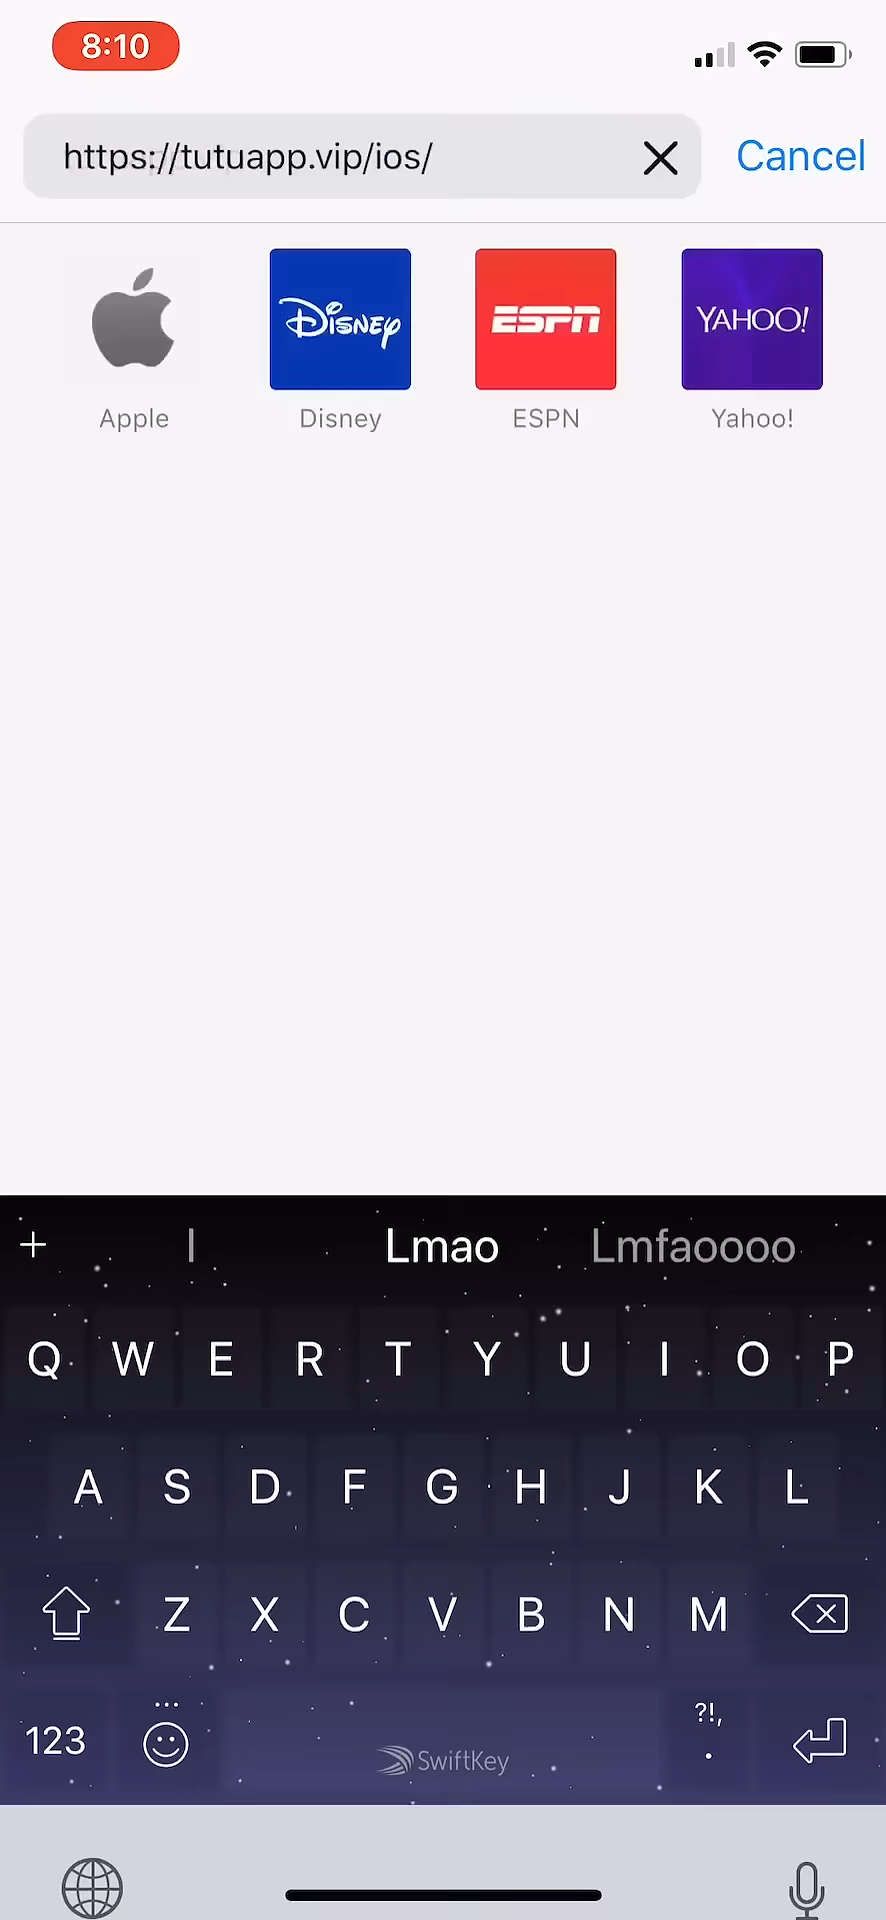 8:10
https://tutuapp.vip/ios/ Cancel
Disney ESPN YAHOO!
Apple Disney ESPN Yahoo!
+ I Lmao Lmfaoooo
Q W E R T Y U I O P
A S D F G H J K L
Z X C V B N M
123 SwiftKey ?!, .